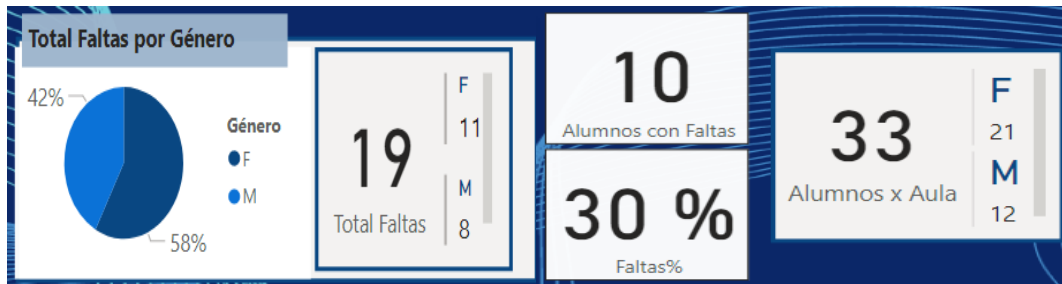 Total Faltas por Género
42%
58%
Género
F
M
19
Total Faltas
F
11
M
8
10
Alumnos con Faltas
30 %
Faltas%
33
Alumnos x Aula
F
21
M
12